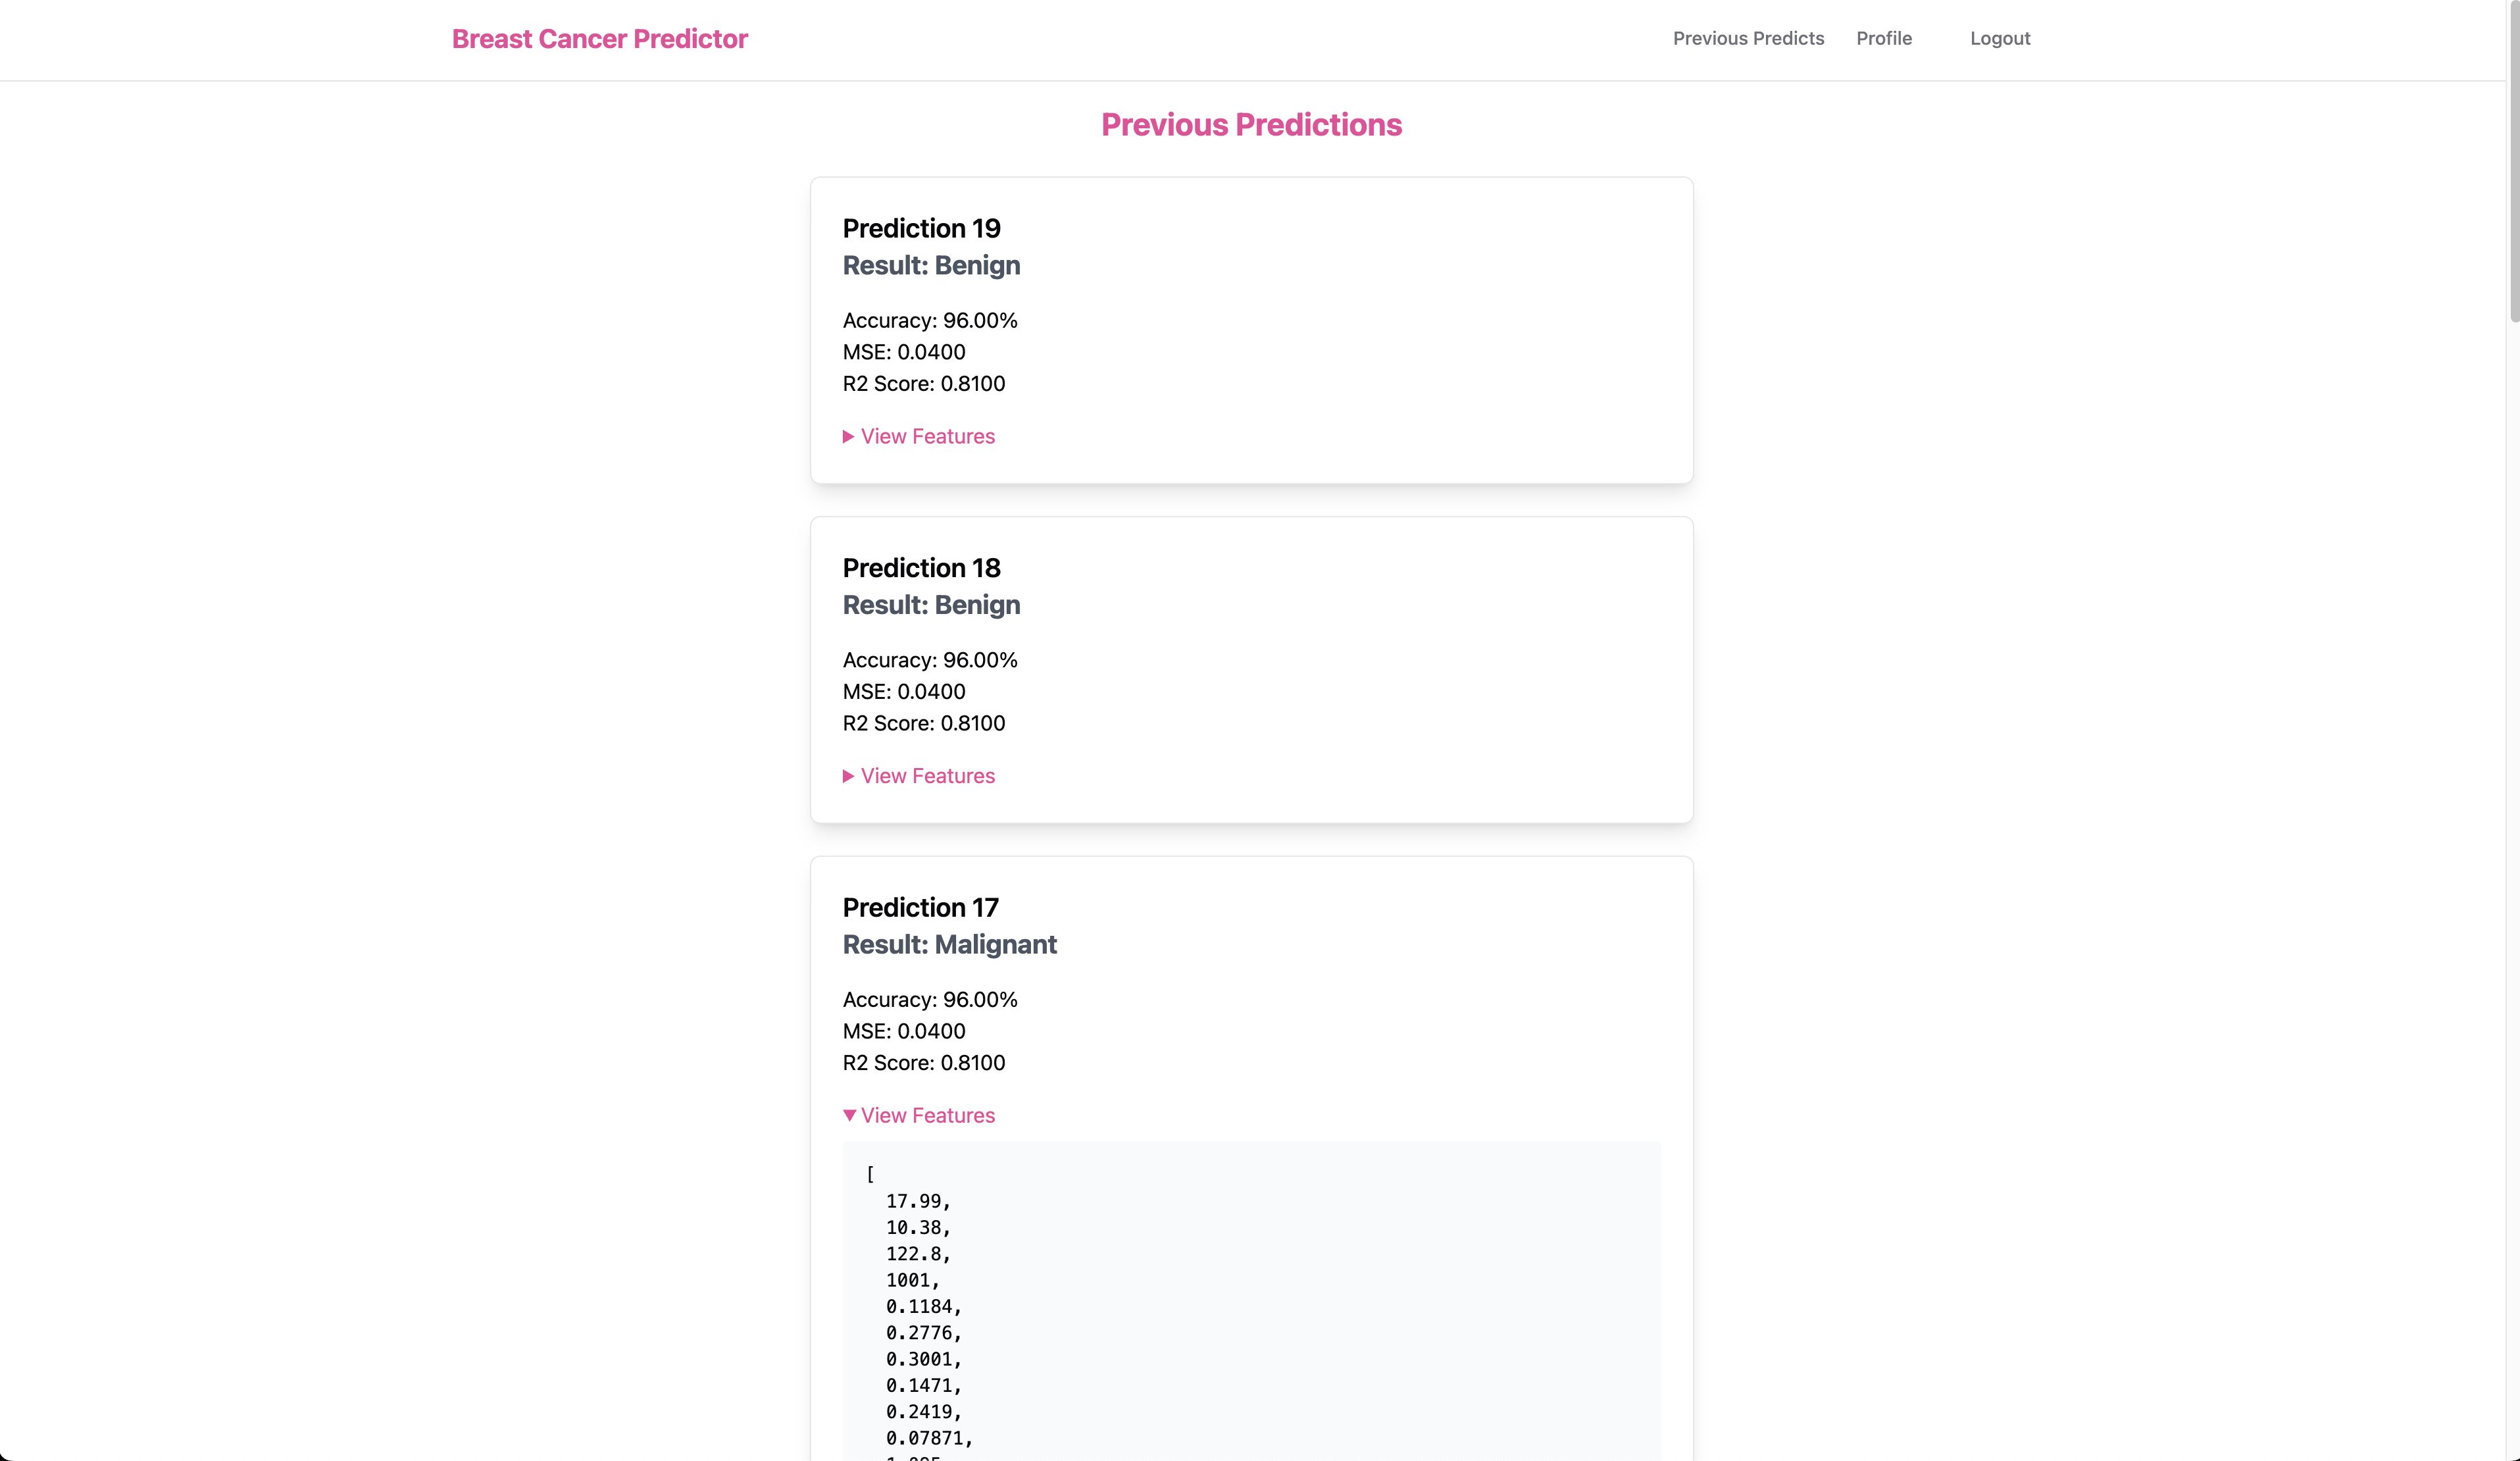 Breast Cancer Predictor
Previous Predicts Profile Logout
Previous Predictions
Prediction 19
Result: Benign
Accuracy: 96.00%
MSE: 0.0400
R2 Score: 0.8100
View Features
Prediction 18
Result: Benign
Accuracy: 96.00%
MSE: 0.0400
R2 Score: 0.8100
View Features
Prediction 17
Result: Malignant
Accuracy: 96.00%
MSE: 0.0400
R2 Score: 0.8100
View Features
[
17.99,
10.38,
122.8,
1001,
0.1184,
0.2776,
0.3001,
0.1471,
0.2419,
0.07871,